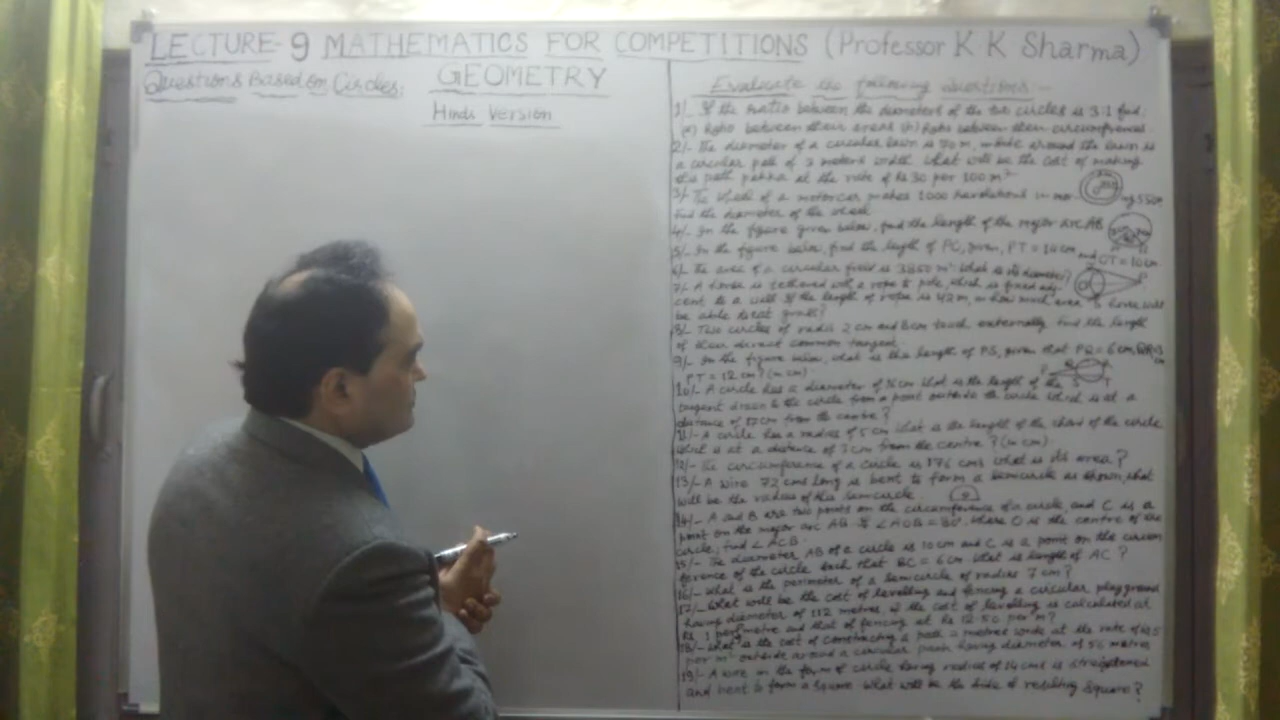 LECTURE-9 MATHEMATICS FOR COMPETITIONS (Professor K K Sharma)
Questions Based on Circles:
GEOMETRY
Hindi Version
Evaluate the following questions:-
1/- If the ratio between the diameters of the two circles is 3:1 find:
(a) Ratio between their areas (b) Ratio between their circumferences.
2/- The diameter of a circular lawn is 70 m, around the lawn is
a circular path of 7 meters width. What will be the cost of making
this path pakka at the rate of Rs 30 per 100 m²
3/- The wheel of a motorcar makes 1000 revolutions in mov- ing 550m
Find the diameter of the wheel.
4/- In the figure given below, find the length of the major arc AB
5/- In the figure below, find the length of PO, given, PT = 14 cm and OT = 10 cm.
6/- The area of a circular field is 3850 m². What is its diameter?
7/- A horse is tethered with a rope to pole, which is fixed adj-
cent to a wall. If the length of rope is 42 m, in how much area horse will
be able to eat grass?
8/- Two circles of radii 2 cm and 8 cm touch externally find the length
of their direct common tangent.
9/- In the figure below, what is the length of PS, given that PQ = 6 cm,
PT = 12 cm? (in cm).
10/- A circle has a diameter of 16 cm. What is the length of the
tangent drawn to the circle from a point outside the circle which is at a
distance of 17 cm from the centre?
11/- A circle has a radius of 5 cm What is the length of the chord of the circle
which is at a distance of 3 cm from the centre? (in cm)
12/- The circumference of a circle is 176 cms what is its area?
13/- A wire 72 cms long is bent to form a semicircle as shown, what
will be the radius of this semicircle.
14/- A and B are two points on the circumference of a circle, and C is a
point on the major arc AB. If ∠AOB = 80°, where O is the centre of the
circle; find ∠ACB.
15/- The diameter AB of a circle is 10 cm and C is a point on the circum
ference of the circle such that BC = 6 cm What is length of AC?
16/- What is the perimeter of a semicircle of radius 7 cm?
17/- What will be the cost of levelling and fencing a circular playground
having diameter of 112 metres, if the cost of levelling is calculated at
Rs 1 per metre and that of fencing at Rs 12.50 per m?
18/- What is the cost of constructing a path metres wide at the rate of Rs 5
per m² outside around a circular park having diameter of 56 metres
19/- A wire in the form of circle having radius of 14 cms is straightened
and bent to form a square what will be the side of resulting square?